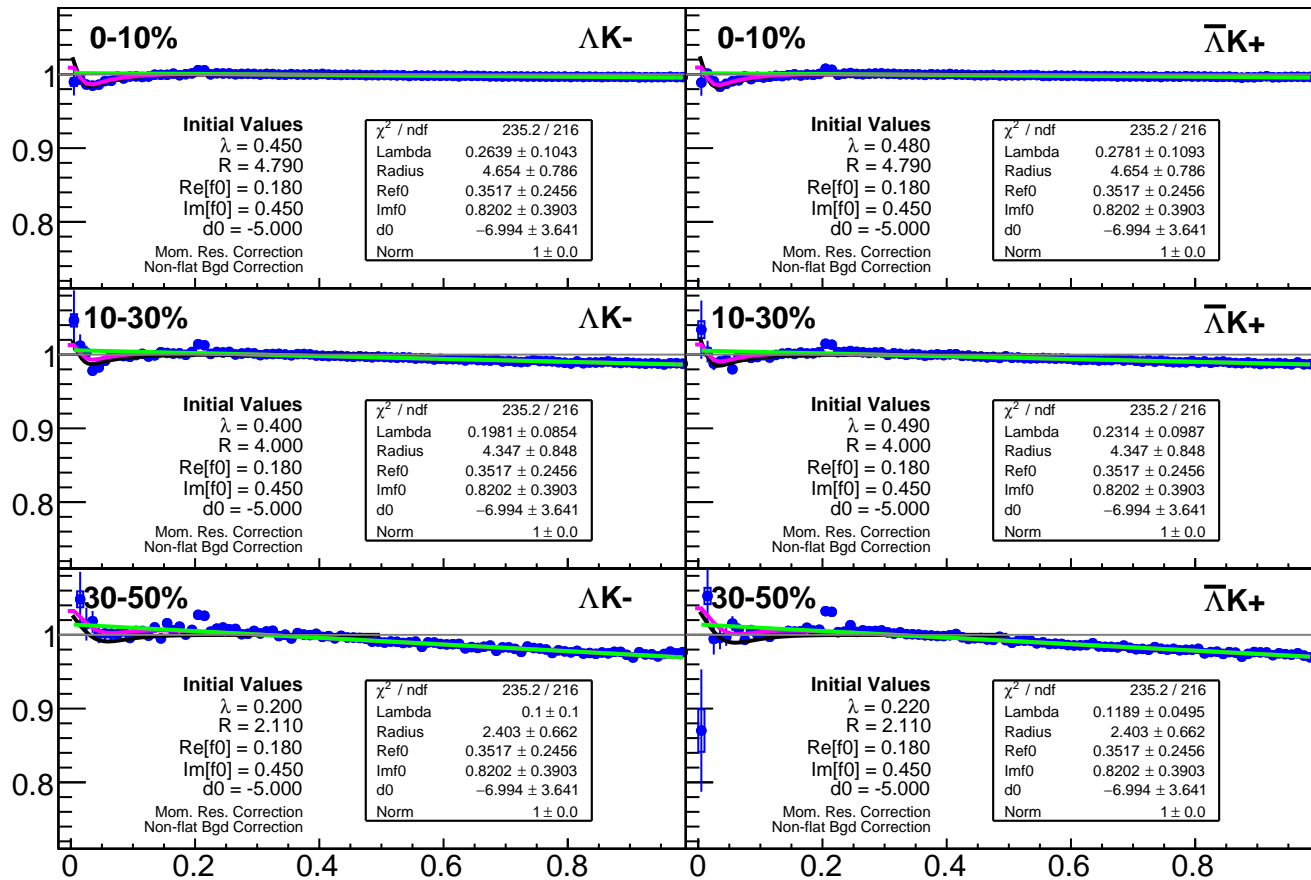 0-10% ΛK-
1
0.9
0.8
Initial Values
λ = 0.450
R = 4.790
Re[f0] = 0.180
Im[f0] = 0.450
d0 = -5.000
Mom. Res. Correction
Non-flat Bgd Correction
χ² / ndf 235.2 / 216
Lambda 0.2639 ± 0.1043
Radius 4.654 ± 0.786
Ref0 0.3517 ± 0.2456
Imf0 0.8202 ± 0.3903
d0 −6.994 ± 3.641
Norm 1 ± 0.0
0-10% Λ̅K+
Initial Values
λ = 0.480
R = 4.790
Re[f0] = 0.180
Im[f0] = 0.450
d0 = -5.000
Mom. Res. Correction
Non-flat Bgd Correction
χ² / ndf 235.2 / 216
Lambda 0.2781 ± 0.1093
Radius 4.654 ± 0.786
Ref0 0.3517 ± 0.2456
Imf0 0.8202 ± 0.3903
d0 −6.994 ± 3.641
Norm 1 ± 0.0
10-30% ΛK-
1
0.9
0.8
Initial Values
λ = 0.400
R = 4.000
Re[f0] = 0.180
Im[f0] = 0.450
d0 = -5.000
Mom. Res. Correction
Non-flat Bgd Correction
χ² / ndf 235.2 / 216
Lambda 0.1981 ± 0.0854
Radius 4.347 ± 0.848
Ref0 0.3517 ± 0.2456
Imf0 0.8202 ± 0.3903
d0 −6.994 ± 3.641
Norm 1 ± 0.0
10-30% Λ̅K+
Initial Values
λ = 0.490
R = 4.000
Re[f0] = 0.180
Im[f0] = 0.450
d0 = -5.000
Mom. Res. Correction
Non-flat Bgd Correction
χ² / ndf 235.2 / 216
Lambda 0.2314 ± 0.0987
Radius 4.347 ± 0.848
Ref0 0.3517 ± 0.2456
Imf0 0.8202 ± 0.3903
d0 −6.994 ± 3.641
Norm 1 ± 0.0
30-50% ΛK-
1
0.9
0.8
Initial Values
λ = 0.200
R = 2.110
Re[f0] = 0.180
Im[f0] = 0.450
d0 = -5.000
Mom. Res. Correction
Non-flat Bgd Correction
χ² / ndf 235.2 / 216
Lambda 0.1 ± 0.1
Radius 2.403 ± 0.662
Ref0 0.3517 ± 0.2456
Imf0 0.8202 ± 0.3903
d0 −6.994 ± 3.641
Norm 1 ± 0.0
30-50% Λ̅K+
Initial Values
λ = 0.220
R = 2.110
Re[f0] = 0.180
Im[f0] = 0.450
d0 = -5.000
Mom. Res. Correction
Non-flat Bgd Correction
χ² / ndf 235.2 / 216
Lambda 0.1189 ± 0.0495
Radius 2.403 ± 0.662
Ref0 0.3517 ± 0.2456
Imf0 0.8202 ± 0.3903
d0 −6.994 ± 3.641
Norm 1 ± 0.0
0 0.2 0.4 0.6 0.8 0 0.2 0.4 0.6 0.8